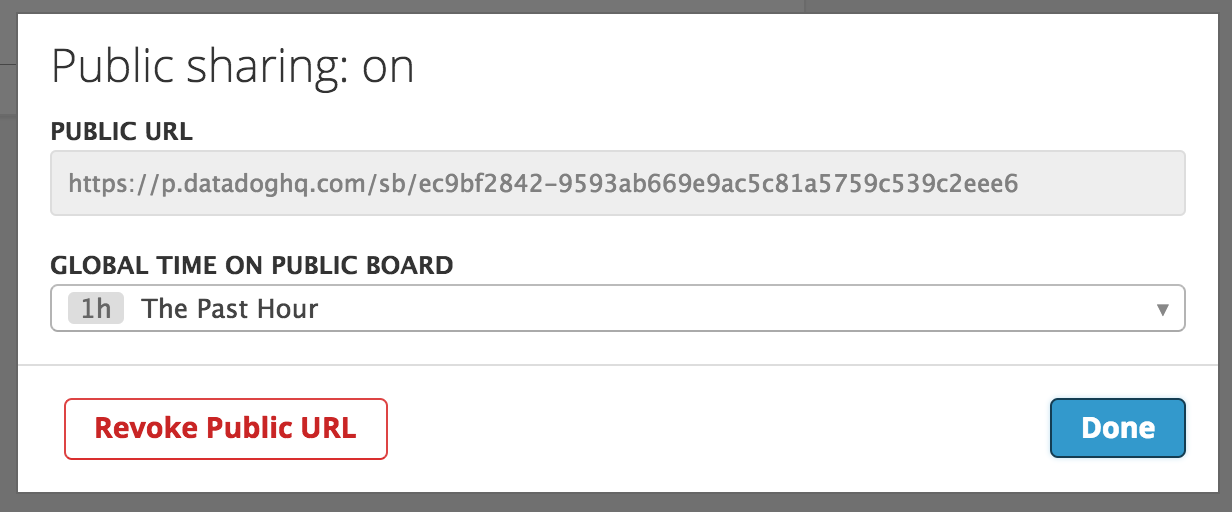 Public sharing: on
PUBLIC URL
https://p.datadoghq.com/sb/ec9bf2842-9593ab669e9ac5c81a5759c539c2eee6
GLOBAL TIME ON PUBLIC BOARD
1h The Past Hour
Revoke Public URL
Done